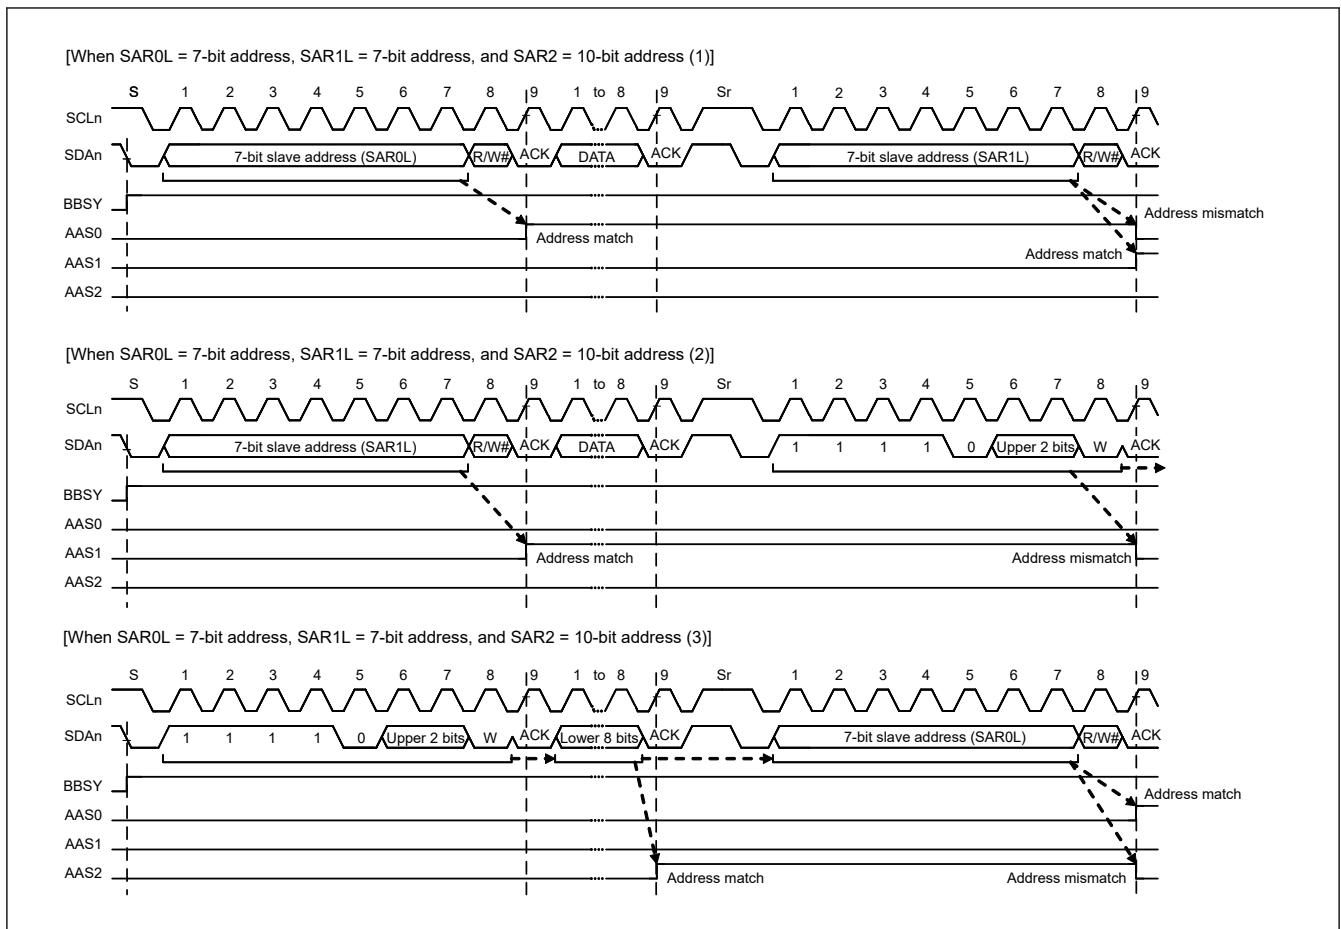 [When SAR0L = 7-bit address, SAR1L = 7-bit address, and SAR2 = 10-bit address (1)]
S 1 2 3 4 5 6 7 8 9 1 to 8 9 Sr 1 2 3 4 5 6 7 8 9
SCLn
SDAn 7-bit slave address (SAR0L) R/W# ACK DATA ACK 7-bit slave address (SAR1L) R/W# ACK
BBSY
Address mismatch
AAS0 Address match
AAS1 Address match
AAS2
[When SAR0L = 7-bit address, SAR1L = 7-bit address, and SAR2 = 10-bit address (2)]
S 1 2 3 4 5 6 7 8 9 1 to 8 9 Sr 1 2 3 4 5 6 7 8 9
SCLn
SDAn 7-bit slave address (SAR1L) R/W# ACK DATA ACK 1 1 1 1 0 Upper 2 bits W ACK
BBSY
AAS0
AAS1 Address match Address mismatch
AAS2
[When SAR0L = 7-bit address, SAR1L = 7-bit address, and SAR2 = 10-bit address (3)]
S 1 2 3 4 5 6 7 8 9 1 to 8 9 Sr 1 2 3 4 5 6 7 8 9
SCLn
SDAn 1 1 1 1 0 Upper 2 bits W ACK Lower 8 bits ACK 7-bit slave address (SAR0L) R/W# ACK
BBSY
Address match
AAS0
AAS1
AAS2 Address match Address mismatch